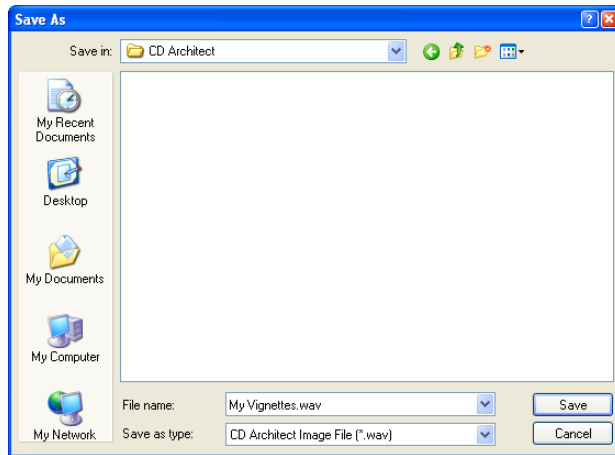 Save As
Save in:
CD Architect
My Recent
Documents
Desktop
My Documents
My Computer
My Network
File name:
My Vignettes.wav
Save
Save as type:
CD Architect Image File (*.wav)
Cancel